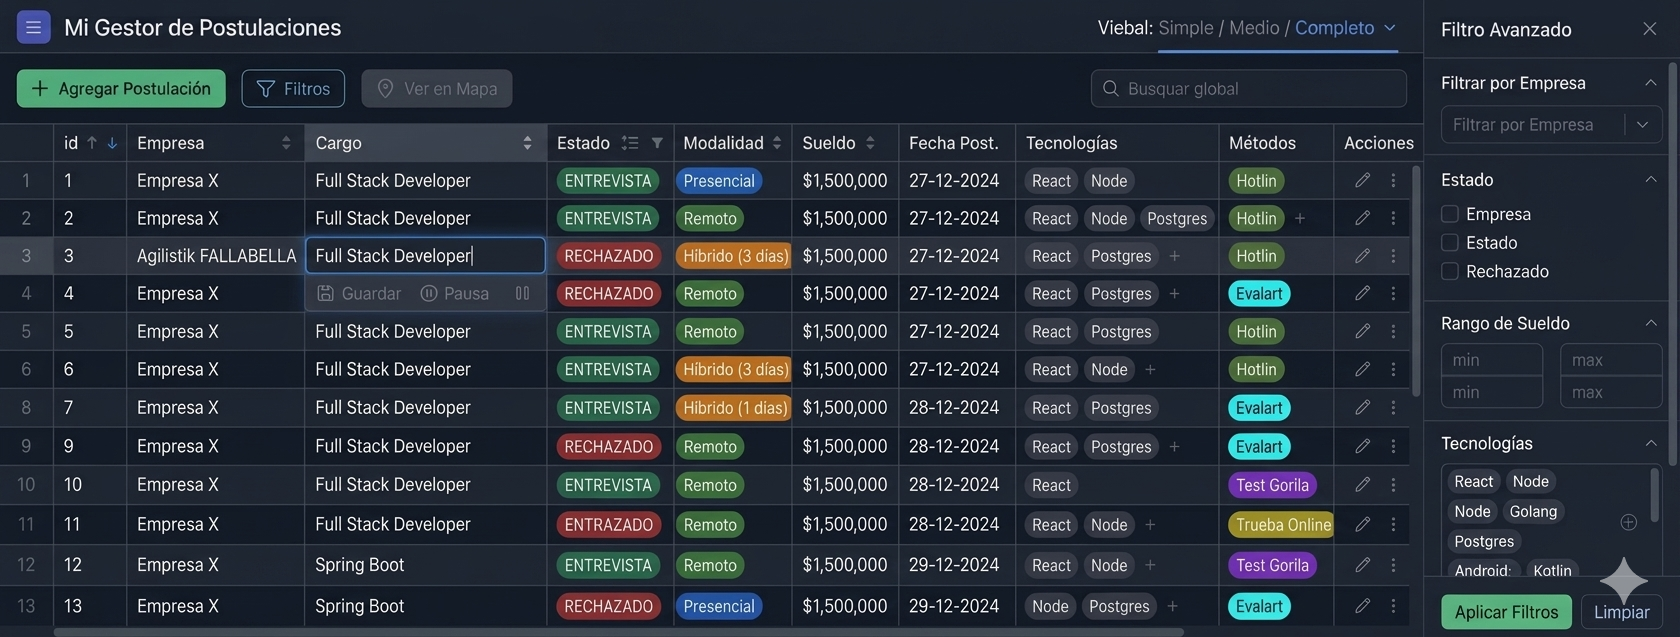 Mi Gestor de Postulaciones
Viebal: Simple / Medio / Completo
+ Agregar Postulación Filtros Ver en Mapa Busquar global
id Empresa Cargo Estado Modalidad Sueldo Fecha Post. Tecnologías Métodos Acciones
1 1 Empresa X Full Stack Developer ENTREVISTA Presencial $1,500,000 27-12-2024 React Node Hotlin
2 2 Empresa X Full Stack Developer ENTREVISTA Remoto $1,500,000 27-12-2024 React Node Postgres Hotlin +
3 3 Agilistik FALLABELLA Full Stack Developer RECHAZADO Híbrido (3 días) $1,500,000 27-12-2024 React Postgres + Hotlin
4 4 Empresa X Guardar Pausa RECHAZADO Remoto $1,500,000 27-12-2024 React Postgres + Evalart
5 5 Empresa X Full Stack Developer ENTREVISTA Remoto $1,500,000 27-12-2024 React Postgres Hotlin
6 6 Empresa X Full Stack Developer ENTREVISTA Híbrido (3 días) $1,500,000 27-12-2024 React Node + Hotlin
8 7 Empresa X Full Stack Developer ENTREVISTA Híbrido (1 días) $1,500,000 28-12-2024 React Postgres Evalart
9 9 Empresa X Full Stack Developer RECHAZADO Remoto $1,500,000 28-12-2024 React Postgres + Evalart
10 10 Empresa X Full Stack Developer ENTREVISTA Remoto $1,500,000 28-12-2024 React Test Gorila
11 11 Empresa X Full Stack Developer ENTRAZADO Remoto $1,500,000 28-12-2024 React Node + Trueba Online
12 12 Empresa X Spring Boot ENTREVISTA Remoto $1,500,000 29-12-2024 React Node + Test Gorila
13 13 Empresa X Spring Boot RECHAZADO Presencial $1,500,000 29-12-2024 Node Postgres + Evalart
Filtro Avanzado
Filtrar por Empresa
Filtrar por Empresa
Estado
Empresa
Estado
Rechazado
Rango de Sueldo
min max
min max
Tecnologías
React Node
Node Golang
Postgres
Android: Kotlin
Aplicar Filtros Limpiar